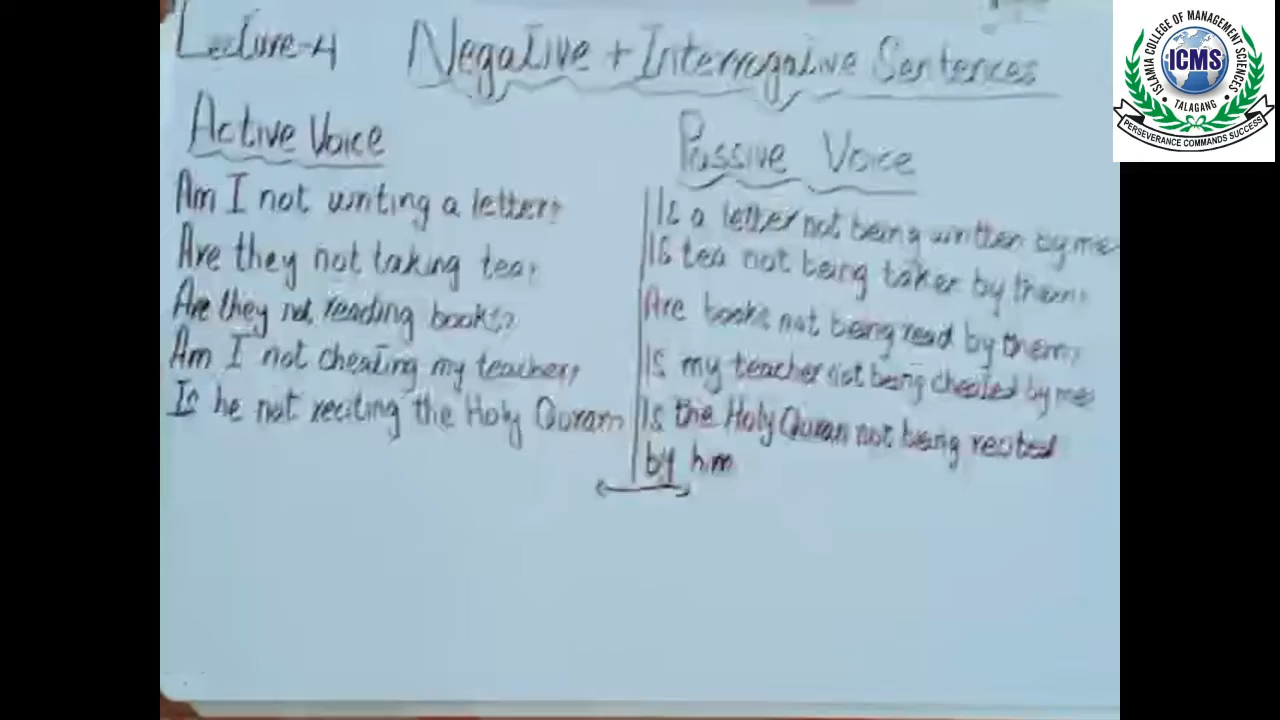 Lecture-4 Negative + Interrogative Sentences
Active Voice
Am I not writing a letter?
Are they not taking tea?
Are they not reading books?
Am I not cheating my teacher?
Is he not reciting the Holy Quran
Passive Voice
Is a letter not being written by me
Is tea not being taken by them?
Are books not being read by them?
Is my teacher not being cheated by me
Is the Holy Quran not being recited
by him
ISLAMIA COLLEGE OF MANAGEMENT SCIENCES
ICMS
TALAGANG
PERSEVERANCE COMMANDS SUCCESS